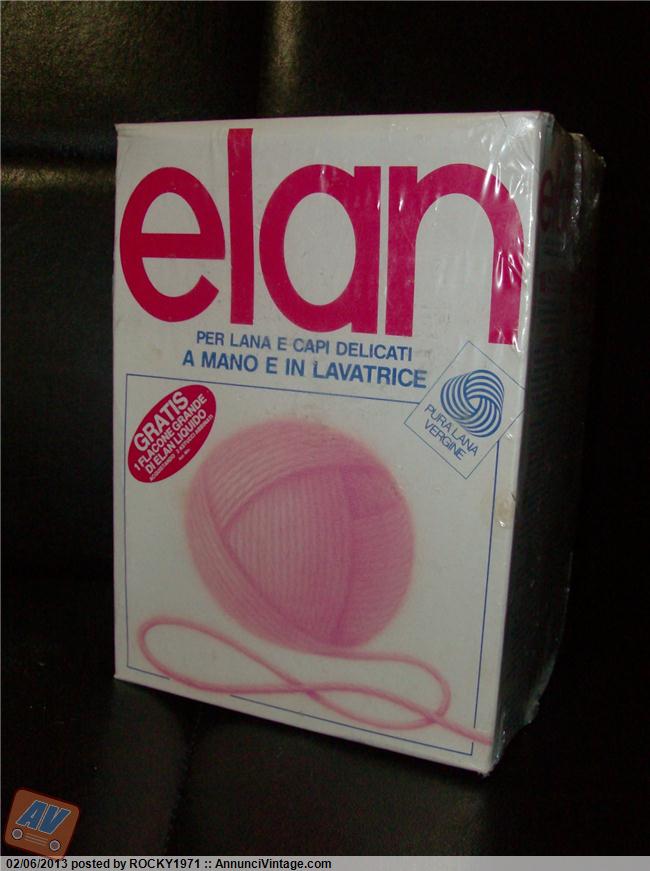 elan
PER LANA E CAPI DELICATI
A MANO E IN LAVATRICE
PURA LANA
VERGINE
GRATIS
1 FLACONE GRANDE
DI ELAN LIQUIDO
AV
02/06/2013 posted by ROCKY1971 :: AnnunciVintage.com